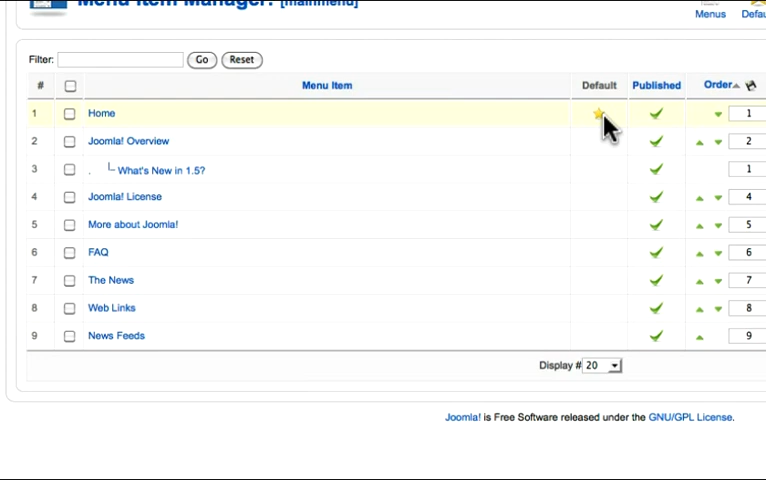 Menu Item Manager: [mainmenu]
Menus Defau
Filter: Go Reset
# Menu Item Default Published Order
1 Home 1
2 Joomla! Overview 2
3 . What's New in 1.5? 1
4 Joomla! License 4
5 More about Joomla! 5
6 FAQ 6
7 The News 7
8 Web Links 8
9 News Feeds 9
Display # 20
Joomla! is Free Software released under the GNU/GPL License.